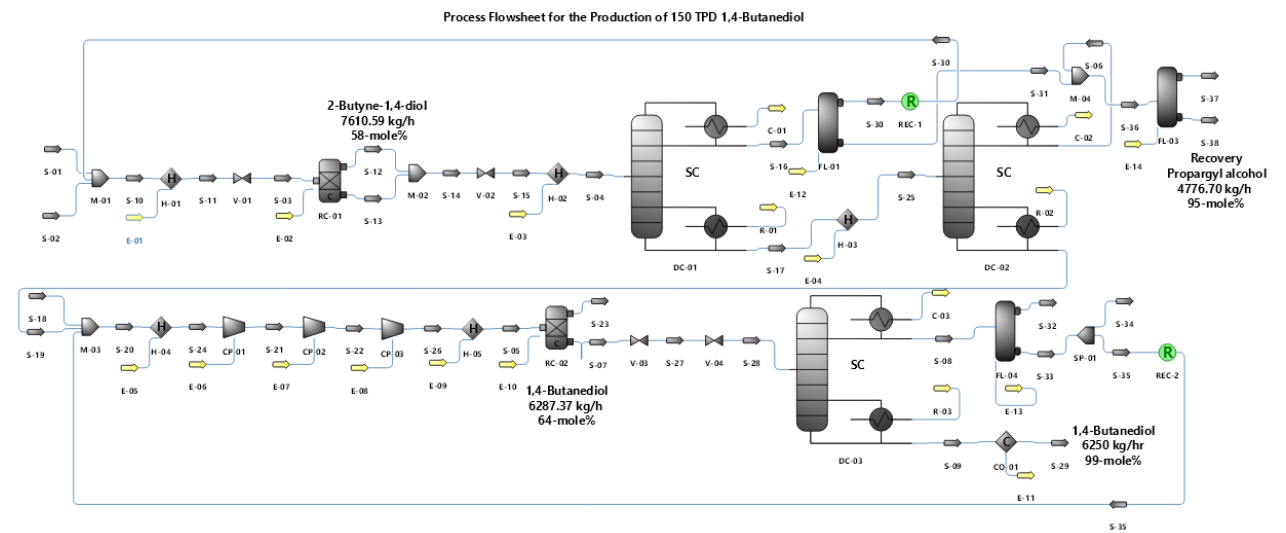 Process Flowsheet for the Production of 150 TPD 1,4-Butanediol
S-30
S-06
S-31
M-04
S-37
2-Butyne-1,4-diol
7610.59 kg/h
58-mole%
C-01
S-30
REC-1
R
C-02
S-36
FL-03
S-38
S-01
S-12
SC
S-16
FL-01
SC
E-14
Recovery
Propargyl alcohol
4776.70 kg/h
95-mole%
M-01
S-10
H
H-01
S-11
V-01
S-03
C
RC-01
M-02
S-14
V-02
S-15
H
H-02
S-04
E-12
S-25
S-02
E-01
E-02
S-13
E-03
R-01
H
H-03
R-02
DC-01
S-17
E-04
DC-02
S-18
S-19
M-03
S-20
H
H-04
S-24
CP-01
S-21
CP-02
S-22
CP-03
S-26
H
H-05
S-05
C
RC-02
S-23
S-07
V-03
S-27
V-04
S-28
SC
C-03
S-08
FL-04
S-32
S-33
SP-01
S-34
S-35
R
REC-2
E-05
E-06
E-07
E-08
E-09
E-10
1,4-Butanediol
6287.37 kg/h
64-mole%
R-03
E-13
1,4-Butanediol
6250 kg/hr
99-mole%
DC-03
S-09
C
CO-01
S-29
E-11
S-35